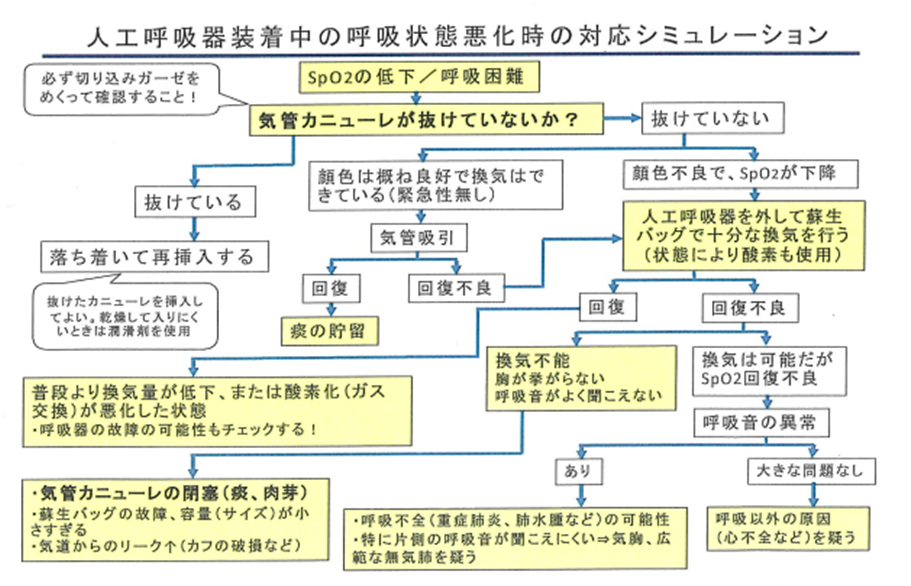 人工呼吸器装着中の呼吸状態悪化時の対応シミュレーション
必ず切り込みガーゼを
めくって確認すること！
SpO2の低下／呼吸困難
気管カニューレが抜けていないか？
抜けていない
抜けている
落ち着いて再挿入する
抜けたカニューレを挿入し
てよい。乾燥して入りにく
いときは潤滑剤を使用
顔色は概ね良好で換気はで
きている（緊急性無し）
気管吸引
回復
回復不良
痰の貯留
顔色不良で、SpO2が下降
人工呼吸器を外して蘇生
バッグで十分な換気を行う
（状態により酸素も使用）
回復
回復不良
普段より換気量が低下、または酸素化（ガス
交換）が悪化した状態
・呼吸器の故障の可能性もチェックする！
換気不能
胸が挙がらない
呼吸音がよく聞こえない
換気は可能だが
SpO2回復不良
呼吸音の異常
あり
大きな問題なし
・気管カニューレの閉塞（痰、肉芽）
・蘇生バッグの故障、容量（サイズ）が小
さすぎる
・気道からのリーク↑（カフの破損など）
・呼吸不全（重症肺炎、肺水腫など）の可能性
・特に片側の呼吸音が聞こえにくい⇒気胸、広
範な無気肺を疑う
呼吸以外の原因
（心不全など）を疑う